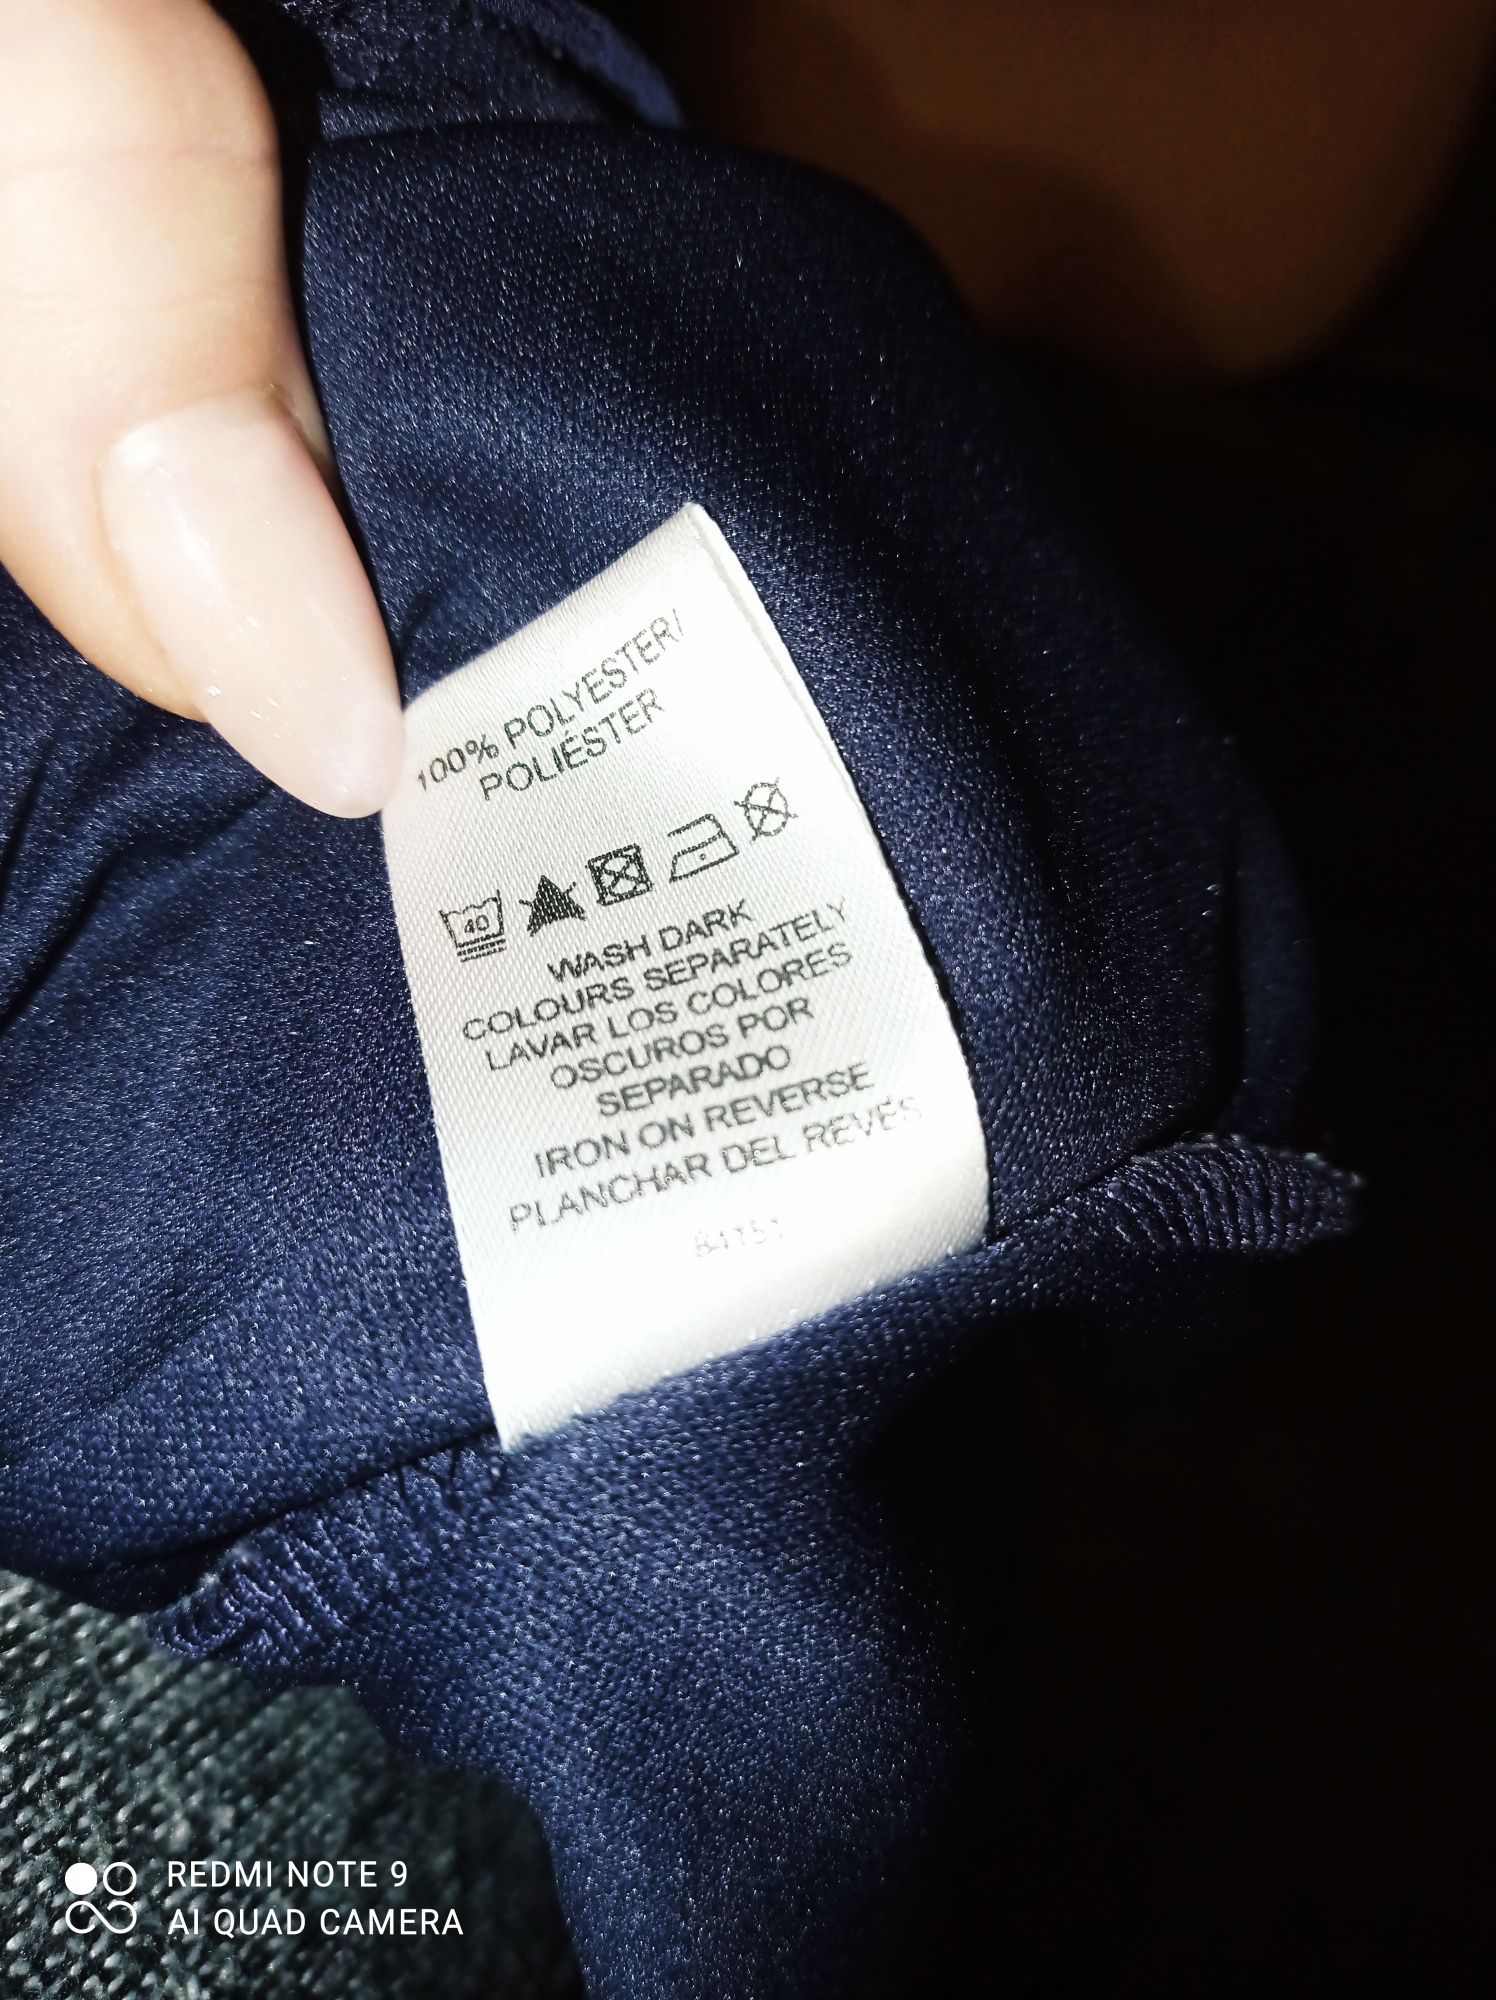 100% POLYESTER/
POLIÉSTER
40
WASH DARK
COLOURS SEPARATELY
LAVAR LOS COLORES
OSCUROS POR
SEPARADO
IRON ON REVERSE
PLANCHAR DEL REVÉS
84151
REDMI NOTE 9
AI QUAD CAMERA